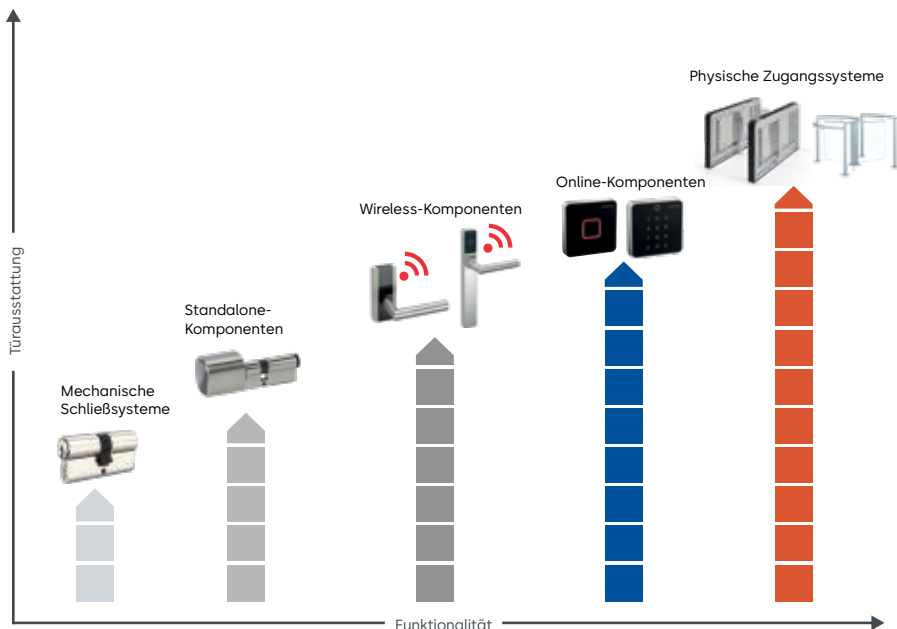 Physische Zugangssysteme
Online-Komponenten
Wireless-Komponenten
Standalone-
Komponenten
Mechanische
Schließsysteme
Türausstattung
Funktionalität